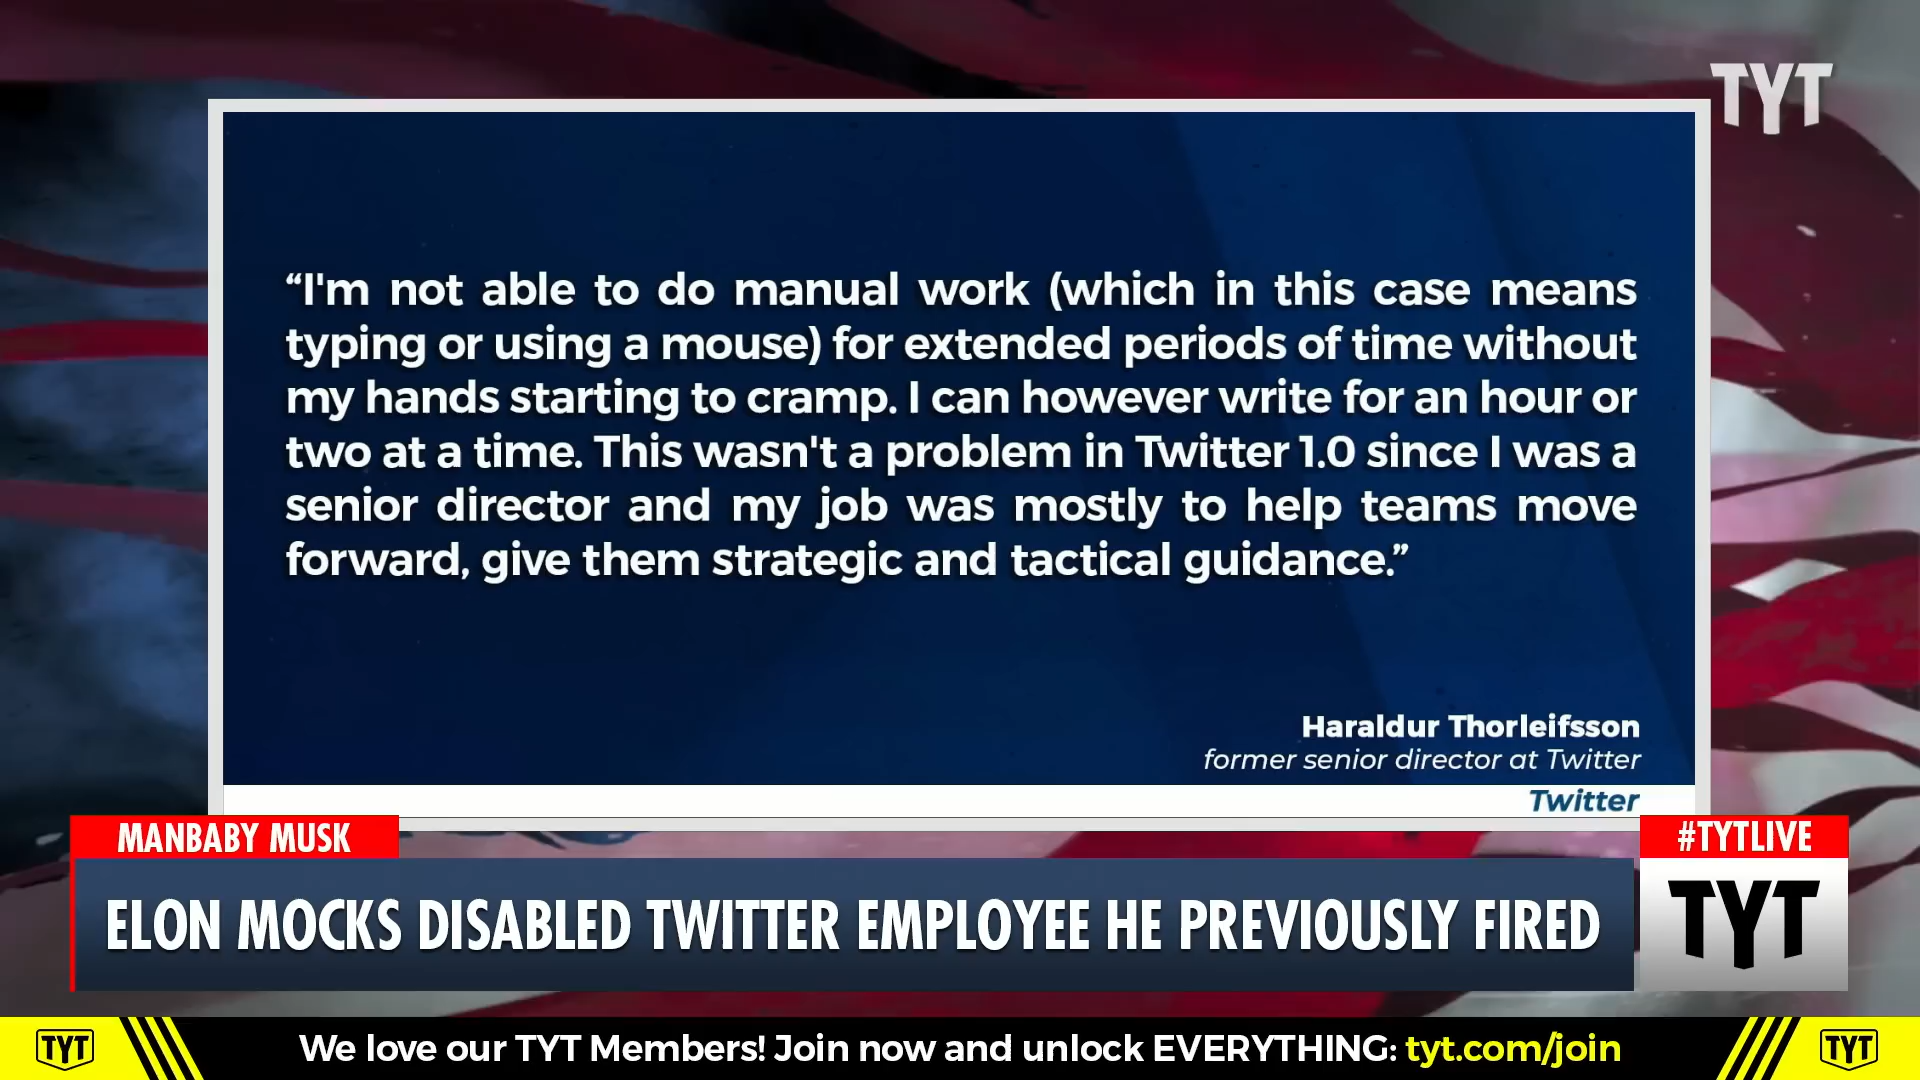 TYT
“I'm not able to do manual work (which in this case means
typing or using a mouse) for extended periods of time without
my hands starting to cramp. I can however write for an hour or
two at a time. This wasn't a problem in Twitter 1.0 since I was a
senior director and my job was mostly to help teams move
forward, give them strategic and tactical guidance.”
Haraldur Thorleifsson
former senior director at Twitter
Twitter
MANBABY MUSK
#TYTLIVE
ELON MOCKS DISABLED TWITTER EMPLOYEE HE PREVIOUSLY FIRED
TYT
TYT
We love our TYT Members! Join now and unlock EVERYTHING: tyt.com/join
TYT